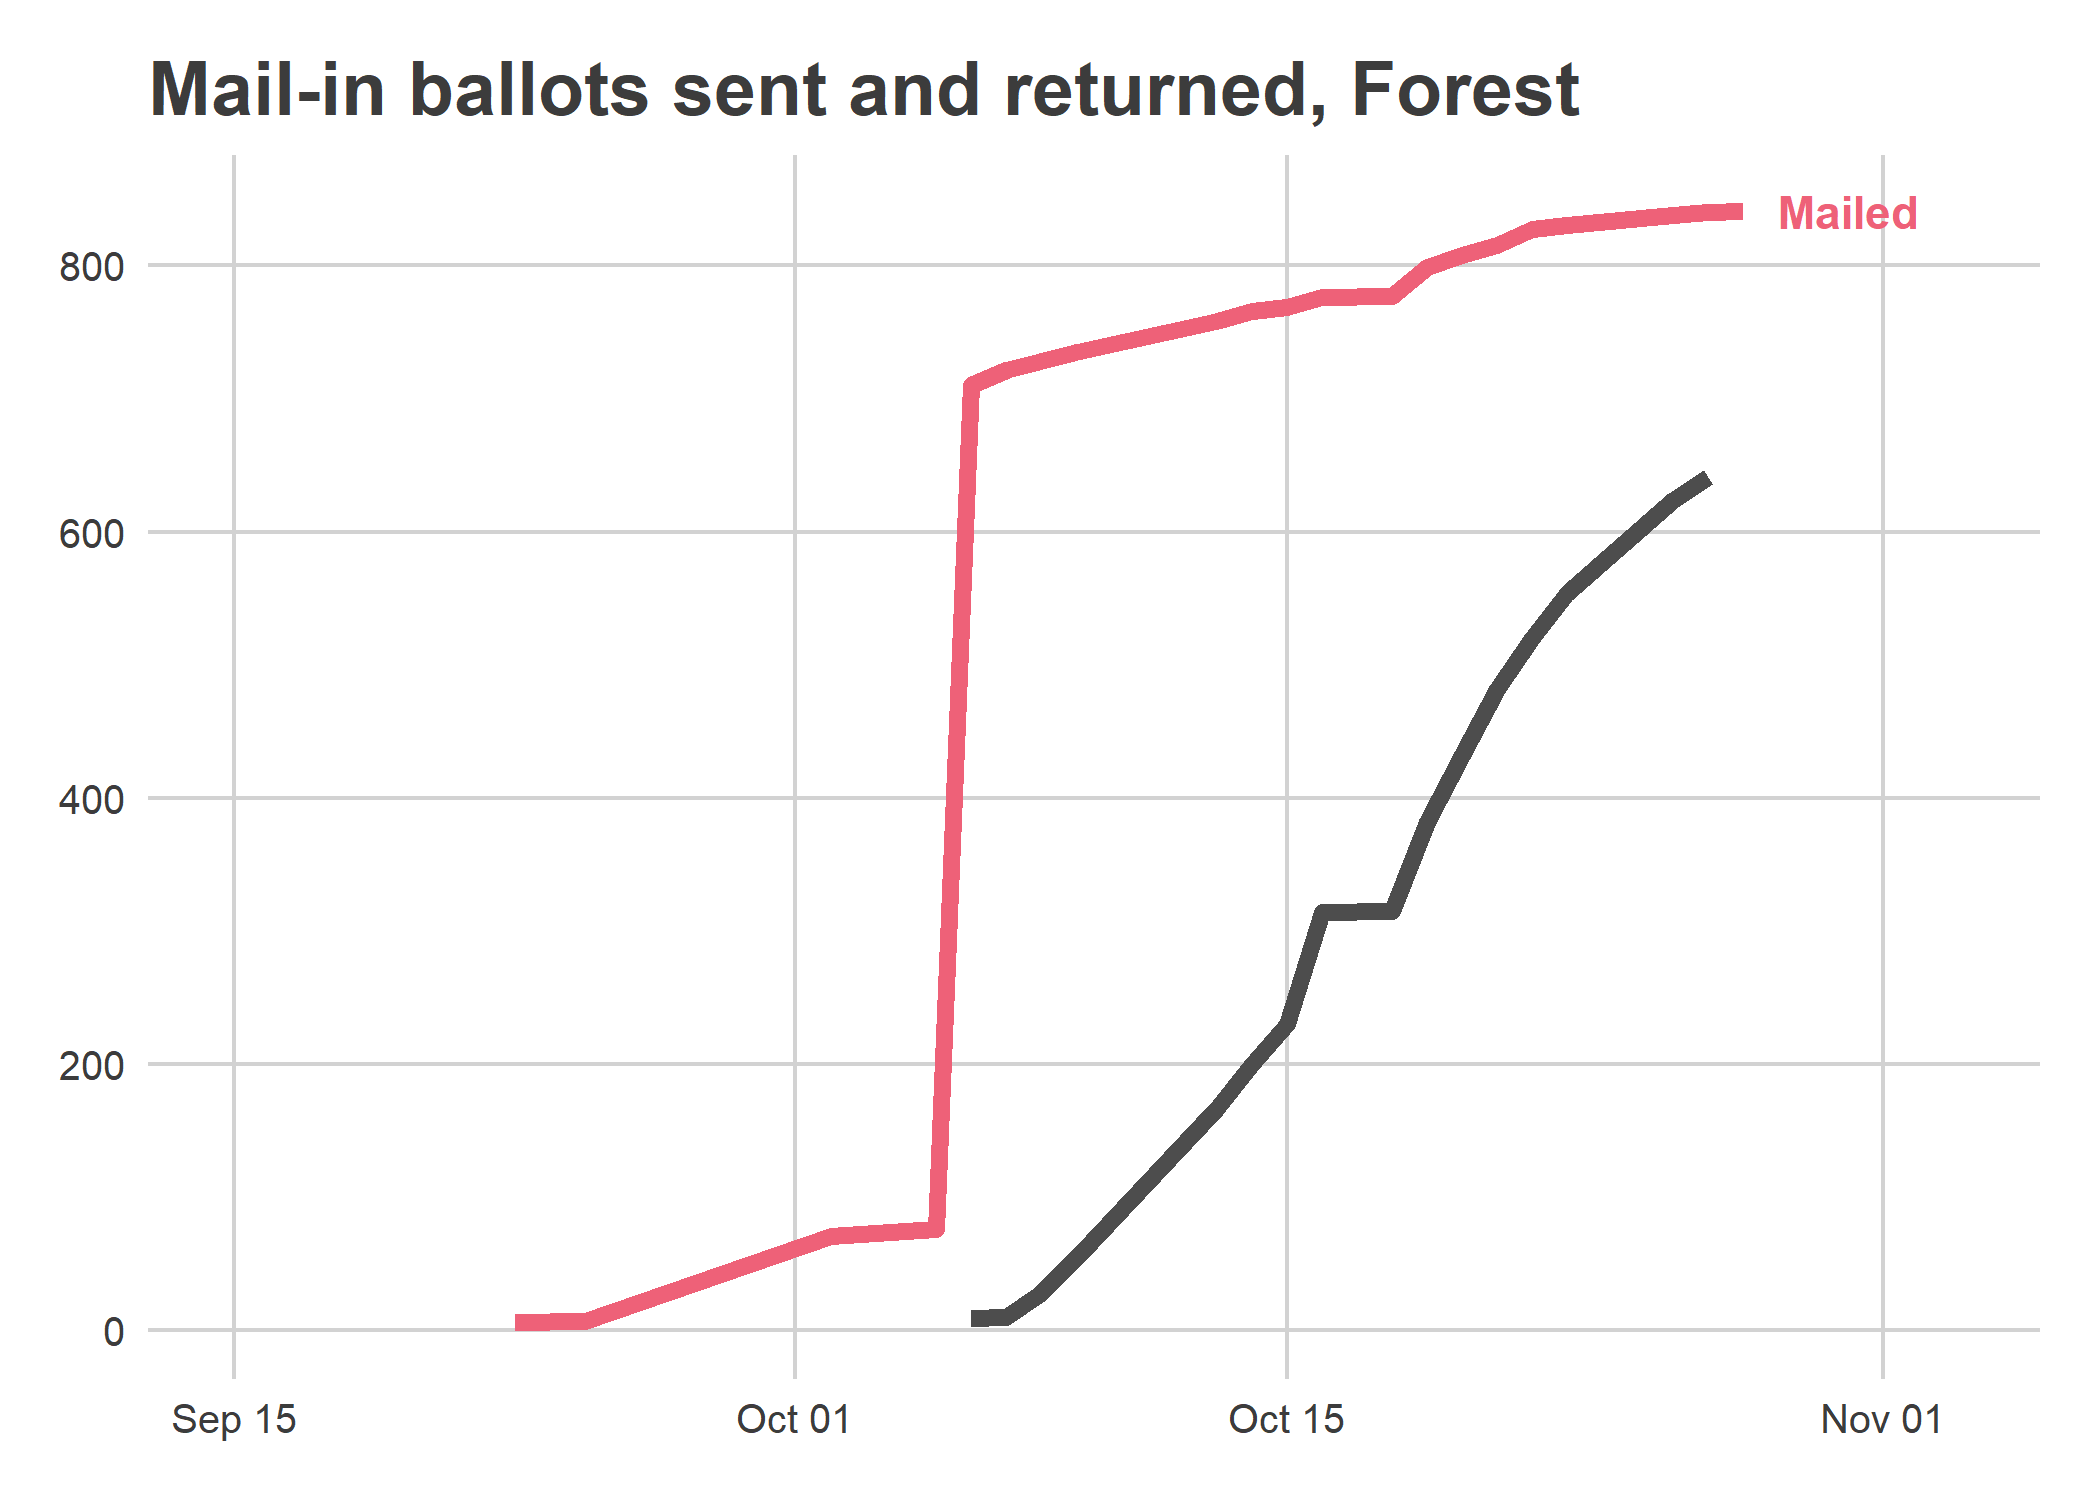 Mail-in ballots sent and returned, Forest
Mailed
800
600
400
200
0
Sep 15
Oct 01
Oct 15
Nov 01